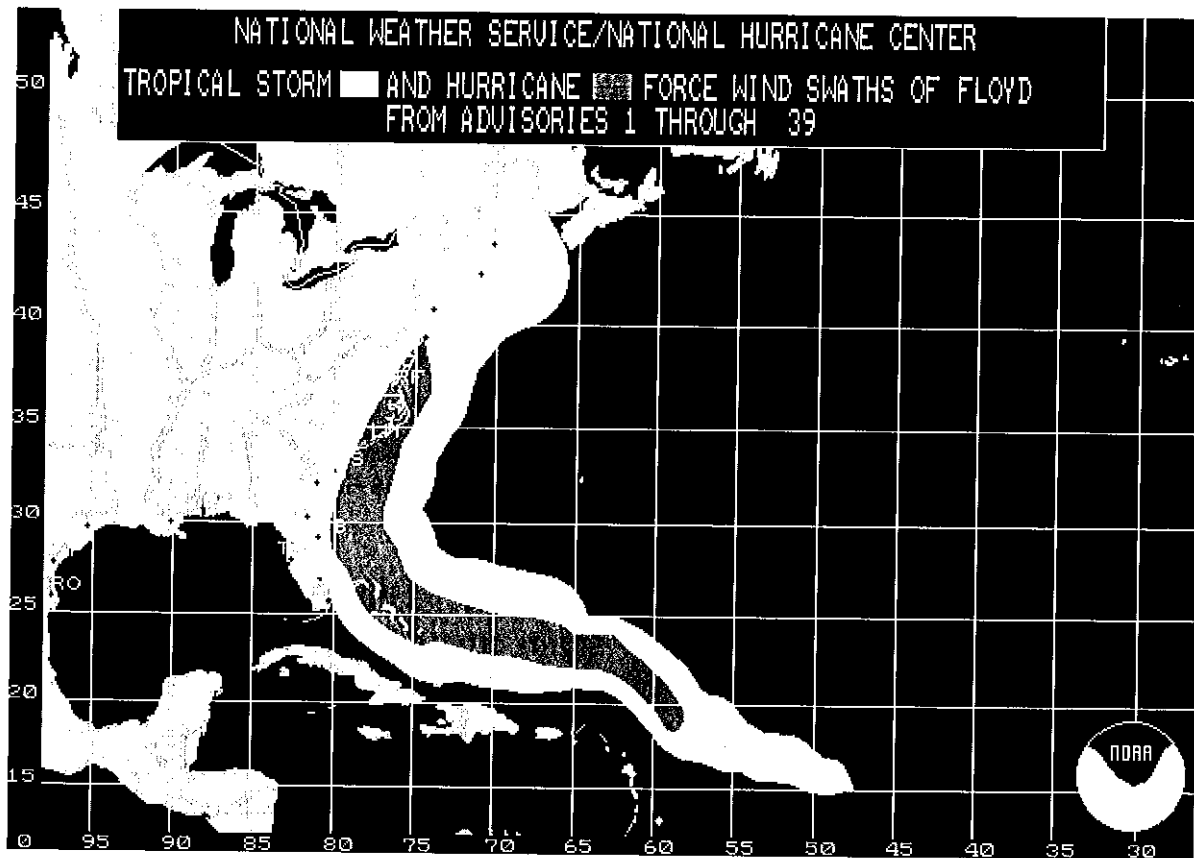 NATIONAL WEATHER SERVICE/NATIONAL HURRICANE CENTER
TROPICAL STORM AND HURRICANE FORCE WIND SWATHS OF FLOYD
FROM ADVISORIES 1 THROUGH 39
50
45
40
35
30
25
RO
20
15
NOAA
0 95 90 85 80 75 70 65 60 55 50 45 40 35 30